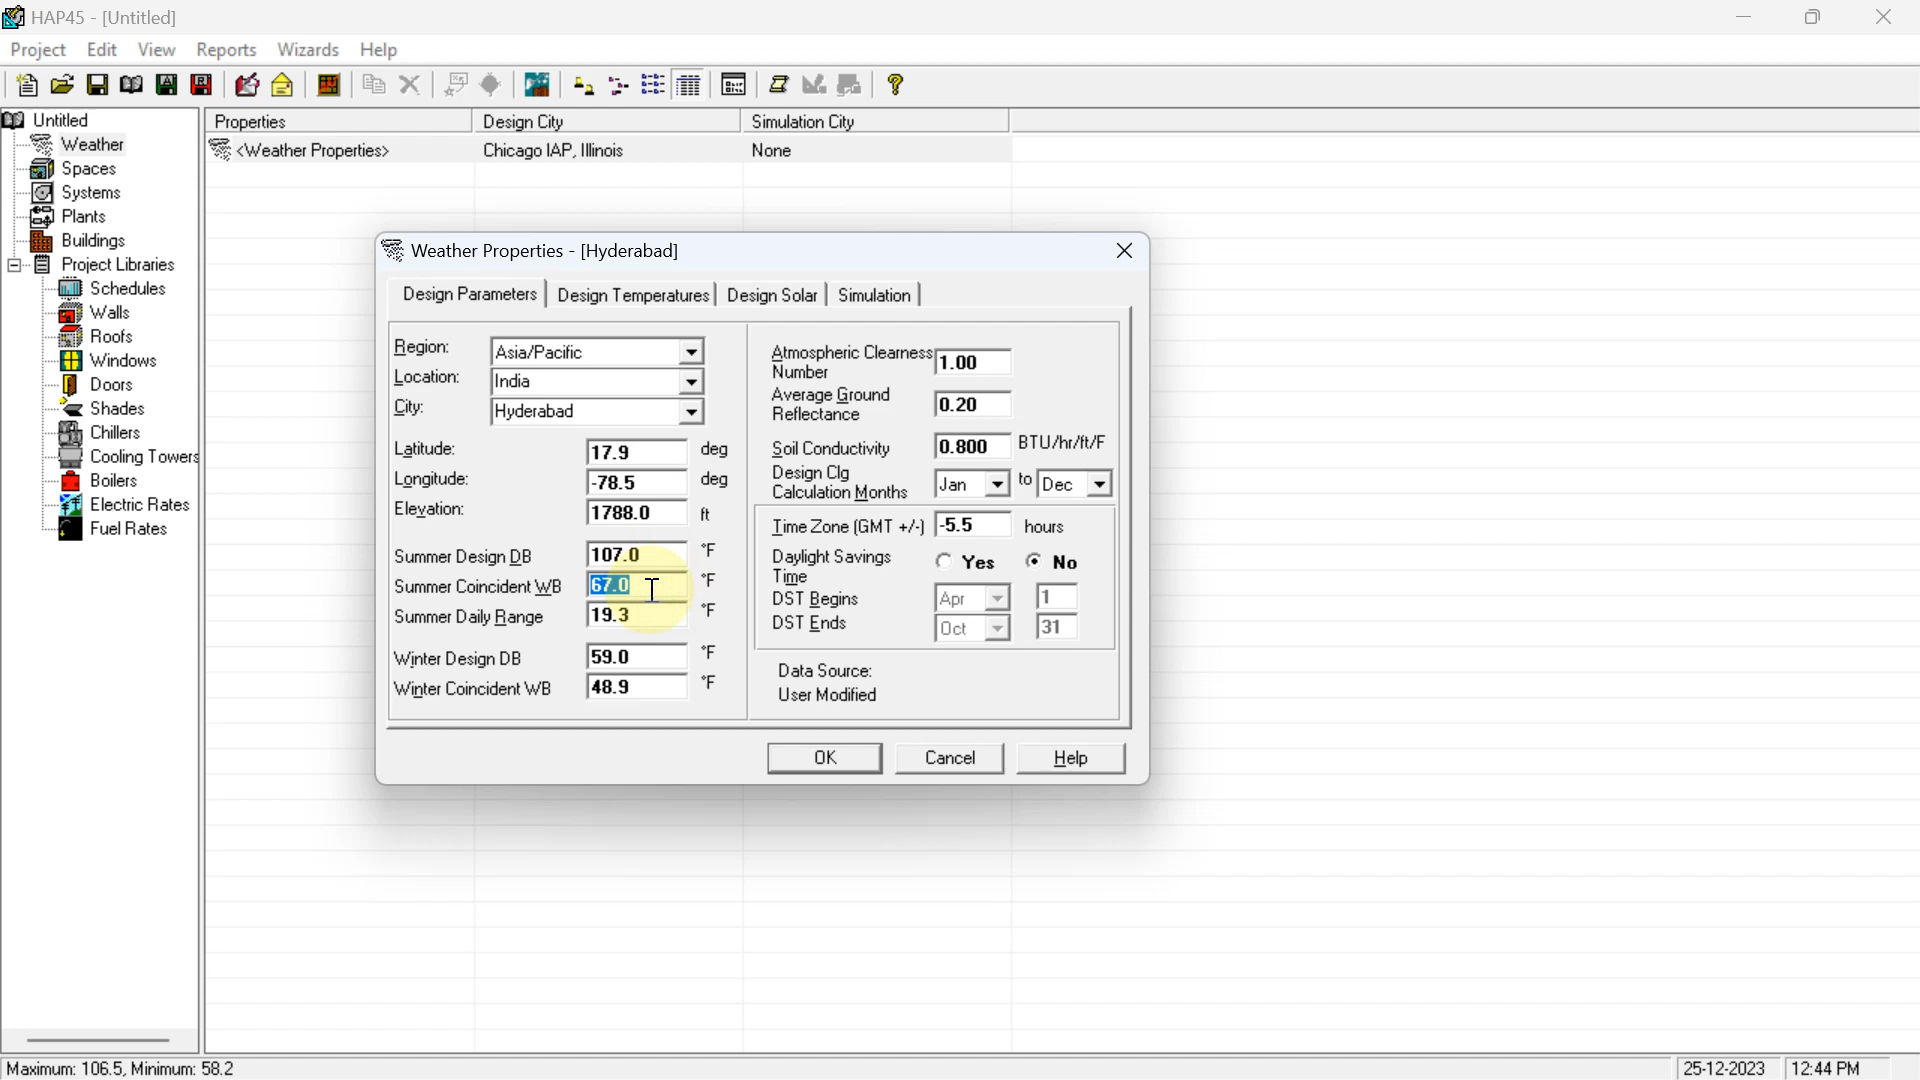 HAP45 - [Untitled]
Project Edit View Reports Wizards Help
Untitled
Weather
Spaces
Systems
Plants
Buildings
Project Libraries
Schedules
Walls
Roofs
Windows
Doors
Shades
Chillers
Cooling Towers
Boilers
Electric Rates
Fuel Rates
Properties Design City Simulation City
<Weather Properties> Chicago IAP, Illinois None
Weather Properties - [Hyderabad]
Design Parameters Design Temperatures Design Solar Simulation
Region: Asia/Pacific
Location: India
City: Hyderabad
Latitude: 17.9 deg
Longitude: -78.5 deg
Elevation: 1788.0 ft
Summer Design DB 107.0 °F
Summer Coincident WB 67.0 °F
Summer Daily Range 19.3 °F
Winter Design DB 59.0 °F
Winter Coincident WB 48.9 °F
Atmospheric Clearness
Number 1.00
Average Ground
Reflectance 0.20
Soil Conductivity 0.800 BTU/hr/ft/F
Design Clg
Calculation Months Jan to Dec
Time Zone (GMT +/-) -5.5 hours
Daylight Savings
Time Yes No
DST Begins Apr 1
DST Ends Oct 31
Data Source:
User Modified
OK Cancel Help
Maximum: 106.5, Minimum: 58.2 25-12-2023 12:44 PM